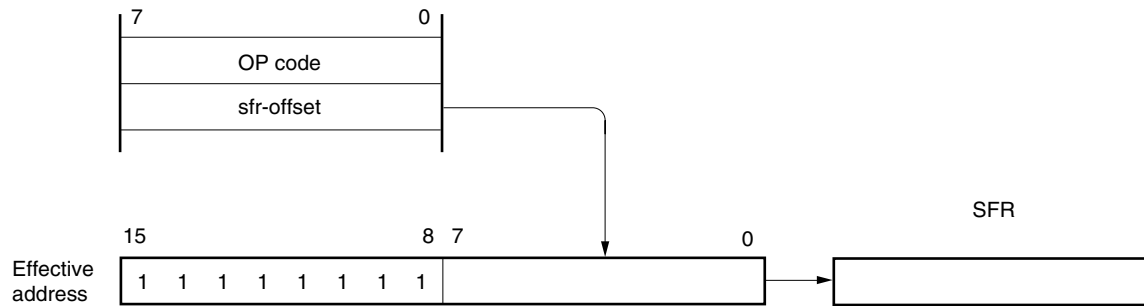 7 0
OP code
sfr-offset
SFR
15 8 7 0
Effective address
1 1 1 1 1 1 1 1